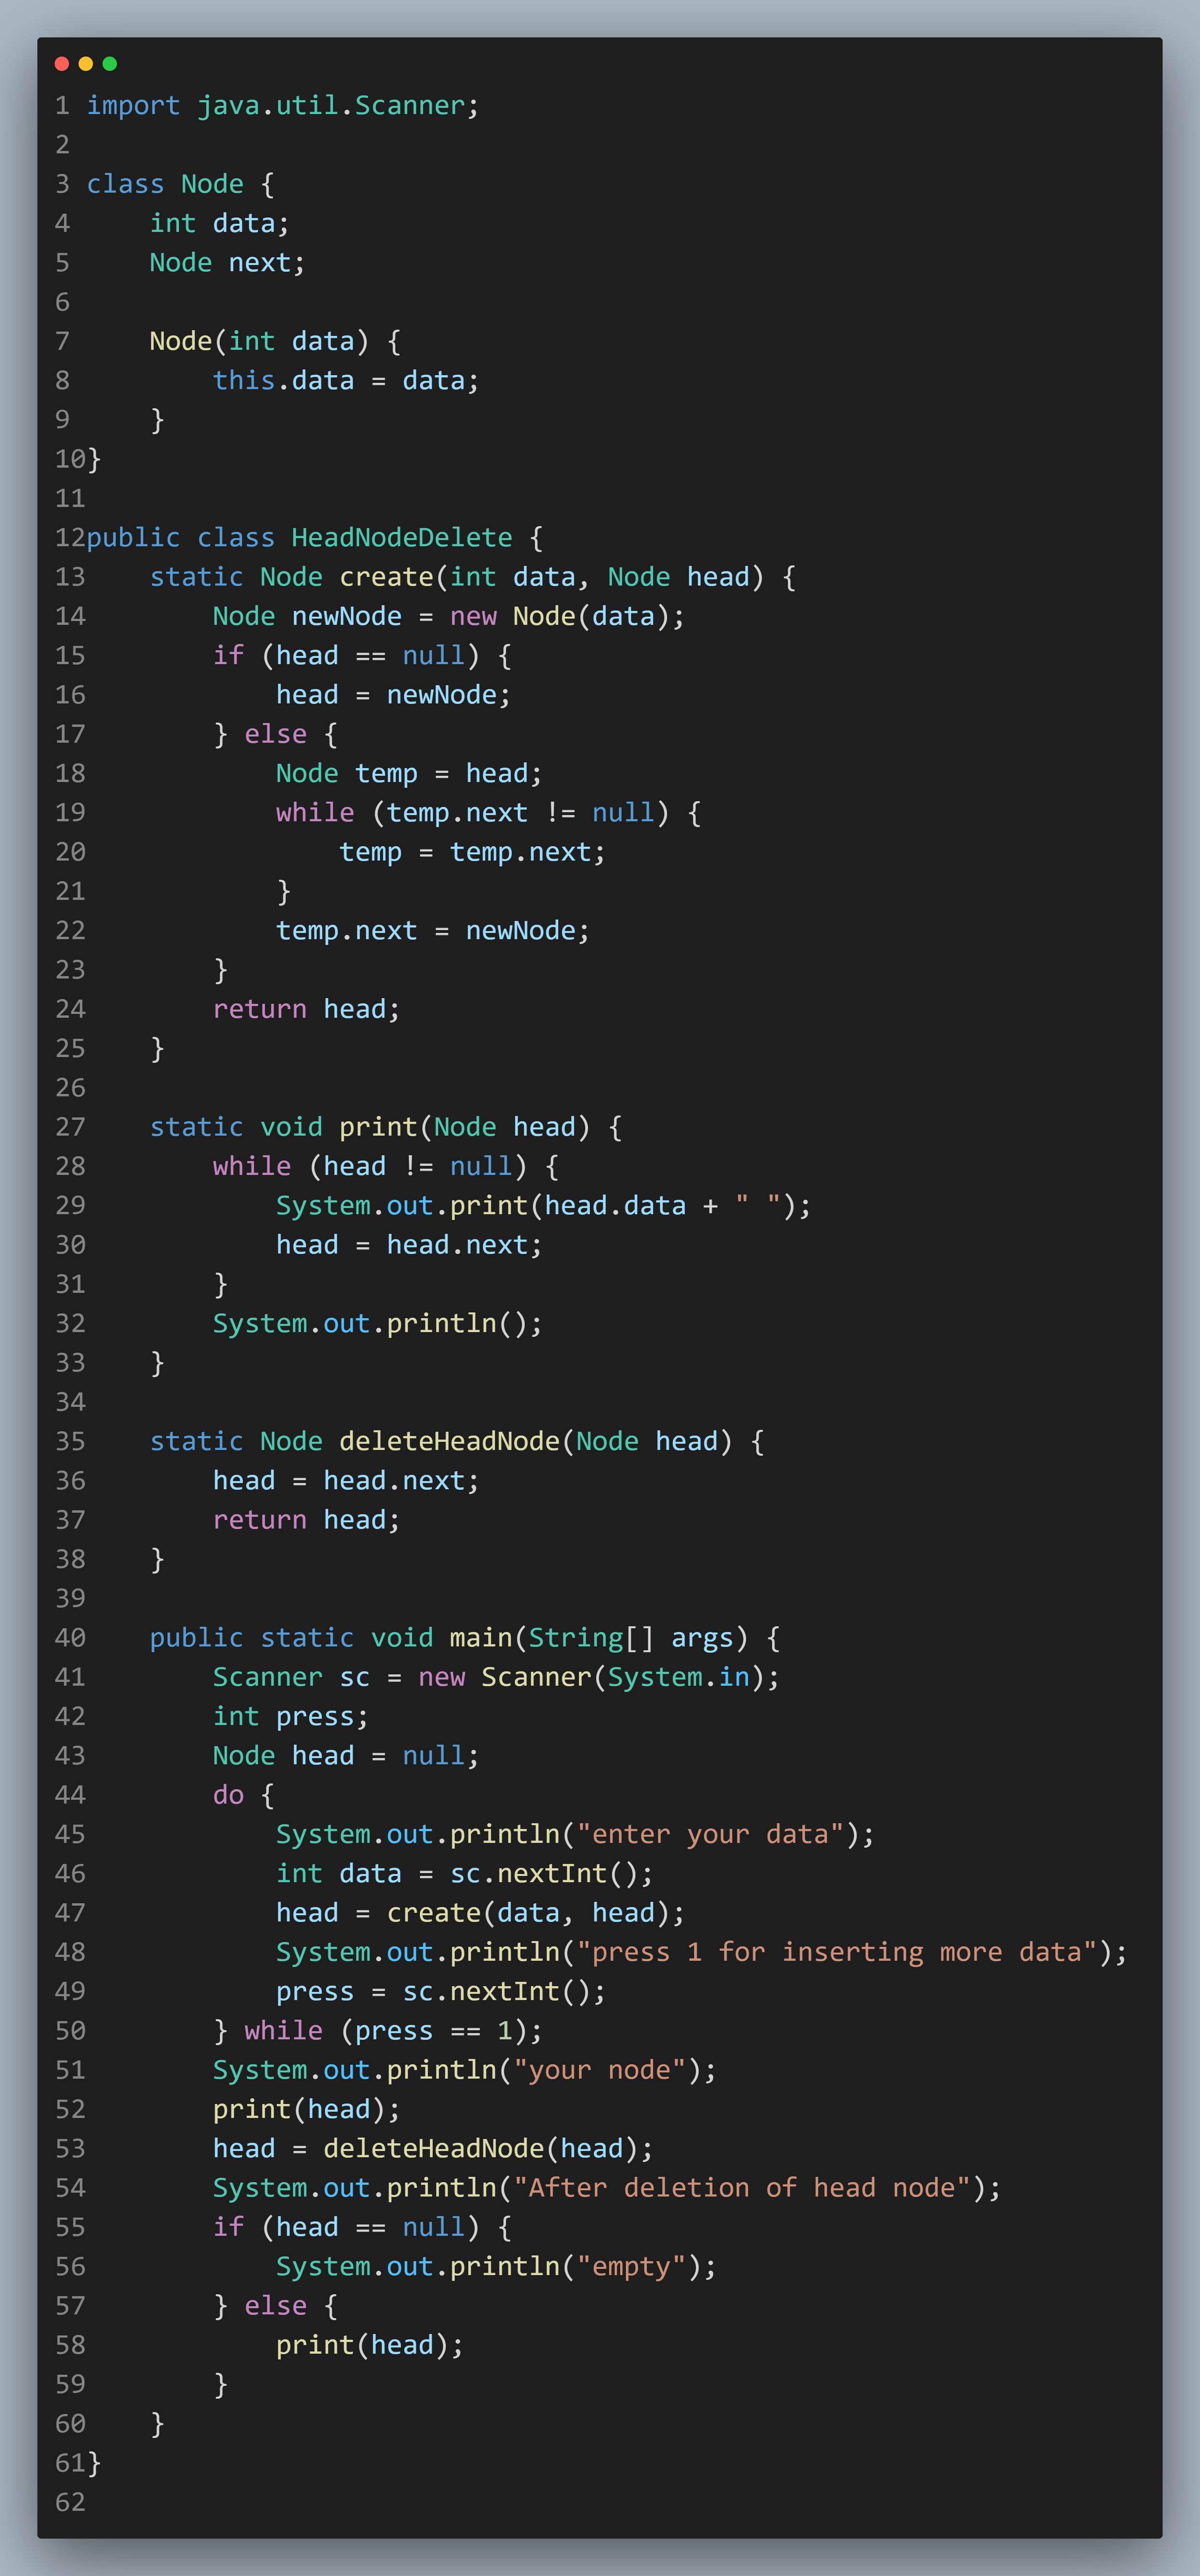 1 import java.util.Scanner;
2
3 class Node {
4     int data;
5     Node next;
6
7     Node(int data) {
8         this.data = data;
9     }
10}
11
12public class HeadNodeDelete {
13    static Node create(int data, Node head) {
14        Node newNode = new Node(data);
15        if (head == null) {
16            head = newNode;
17        } else {
18            Node temp = head;
19            while (temp.next != null) {
20                temp = temp.next;
21            }
22            temp.next = newNode;
23        }
24        return head;
25    }
26
27    static void print(Node head) {
28        while (head != null) {
29            System.out.print(head.data + " ");
30            head = head.next;
31        }
32        System.out.println();
33    }
34
35    static Node deleteHeadNode(Node head) {
36        head = head.next;
37        return head;
38    }
39
40    public static void main(String[] args) {
41        Scanner sc = new Scanner(System.in);
42        int press;
43        Node head = null;
44        do {
45            System.out.println("enter your data");
46            int data = sc.nextInt();
47            head = create(data, head);
48            System.out.println("press 1 for inserting more data");
49            press = sc.nextInt();
50        } while (press == 1);
51        System.out.println("your node");
52        print(head);
53        head = deleteHeadNode(head);
54        System.out.println("After deletion of head node");
55        if (head == null) {
56            System.out.println("empty");
57        } else {
58            print(head);
59        }
60    }
61}
62